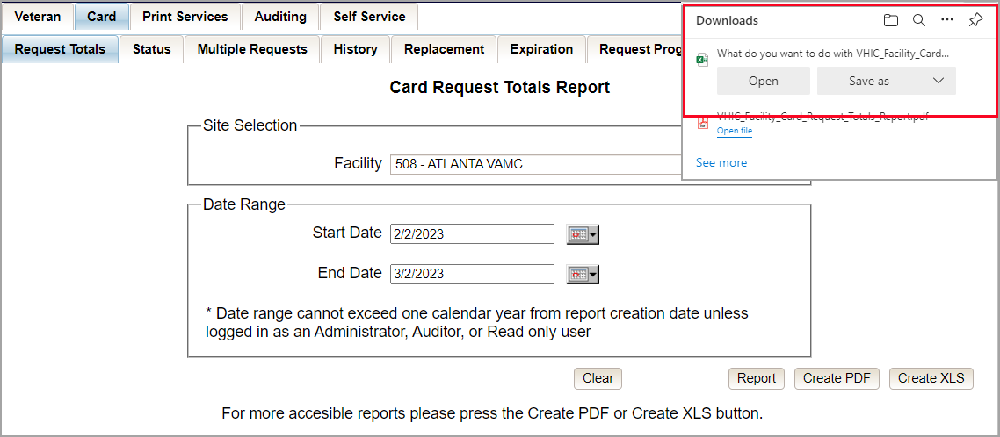 Veteran
Card
Print Services
Auditing
Self Service
Request Totals
Status
Multiple Requests
History
Replacement
Expiration
Request Prog
Downloads
What do you want to do with VHIC_Facility_Card...
Open
Save as
VHIC_Facility_Card_Request_Totals_Report.pdf
Open file
See more
Card Request Totals Report
Site Selection
Facility
508 - ATLANTA VAMC
Date Range
Start Date
2/2/2023
End Date
3/2/2023
* Date range cannot exceed one calendar year from report creation date unless
logged in as an Administrator, Auditor, or Read only user
Clear
Report
Create PDF
Create XLS
For more accesible reports please press the Create PDF or Create XLS button.